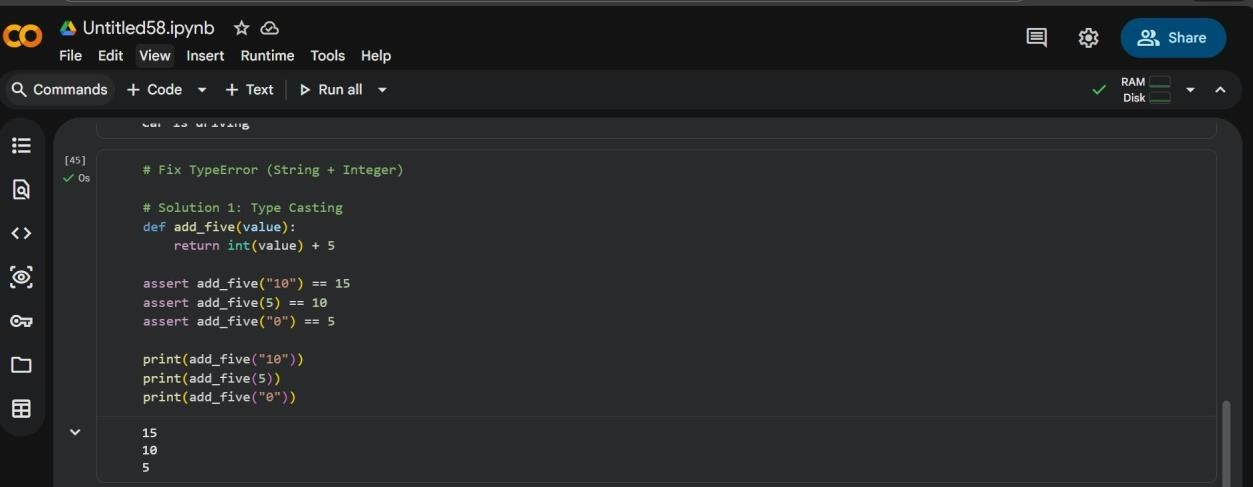 Untitled58.ipynb
File Edit View Insert Runtime Tools Help
Share
Commands + Code + Text Run all
RAM
Disk
Car is driving
[45]
0s
# Fix TypeError (String + Integer)
# Solution 1: Type Casting
def add_five(value):
    return int(value) + 5
assert add_five("10") == 15
assert add_five(5) == 10
assert add_five("0") == 5
print(add_five("10"))
print(add_five(5))
print(add_five("0"))
15
10
5